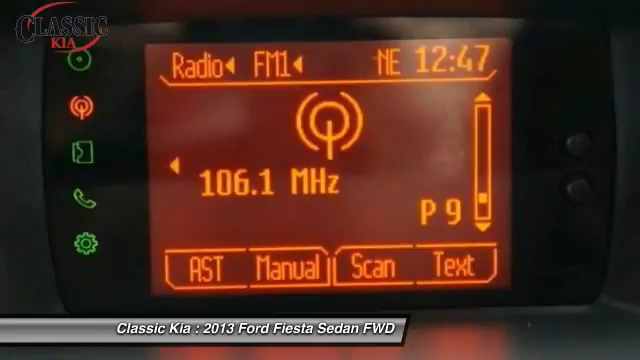 CLASSIC
KIA
Radio FM1 NE 12:47
106.1 MHz
P 9
AST Manual Scan Text
Classic Kia : 2013 Ford Fiesta Sedan FWD